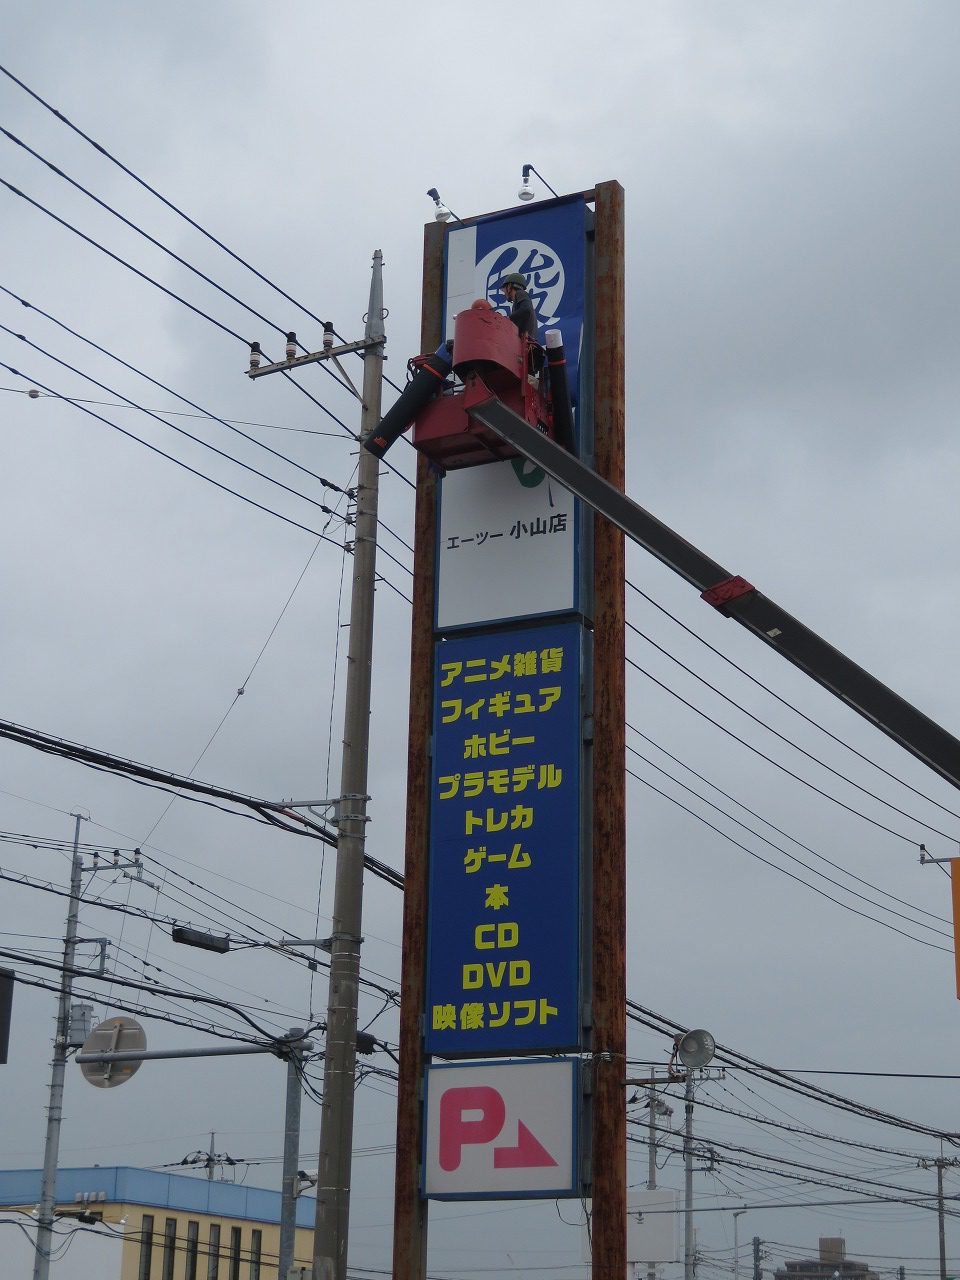 駿
エーツー 小山店
アニメ雑貨
フィギュア
ホビー
プラモデル
トレカ
ゲーム
本
CD
DVD
映像ソフト
P